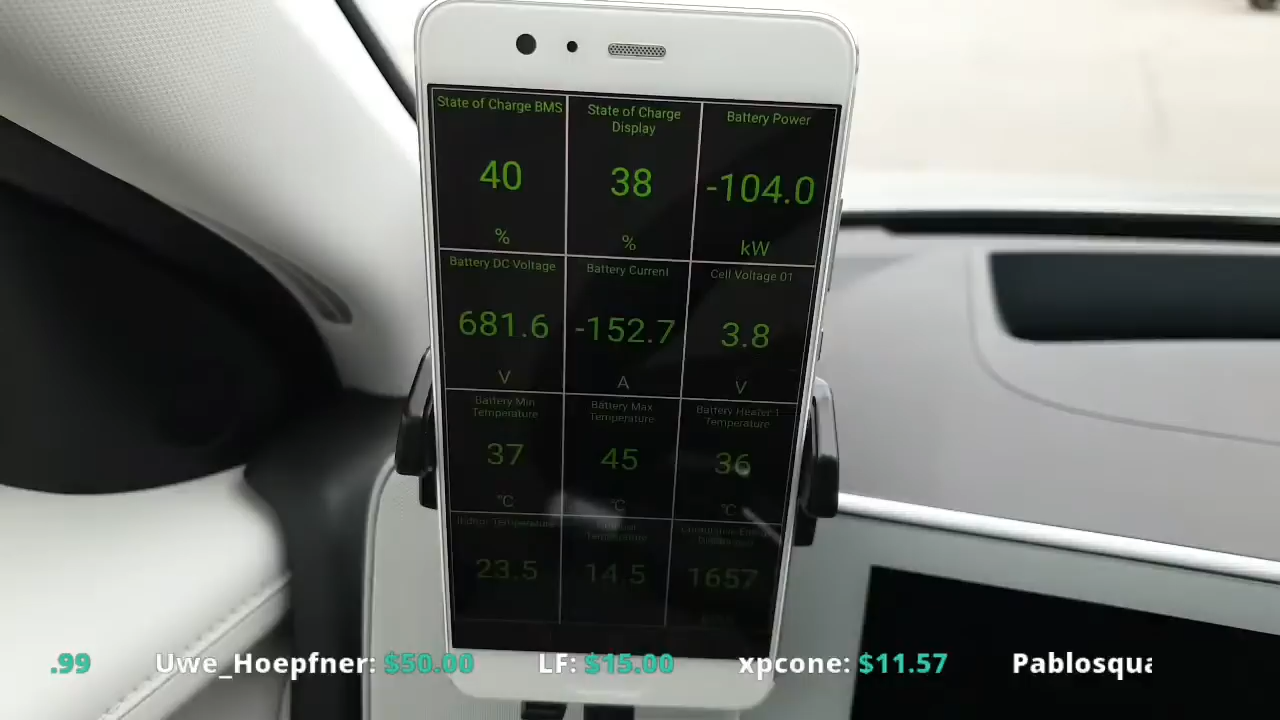 State of Charge BMS
40
%
State of Charge
Display
38
%
Battery Power
-104.0
kW
Battery DC Voltage
681.6
V
Battery Current
-152.7
A
Cell Voltage 01
3.8
V
Battery Min
Temperature
37
°C
Battery Max
Temperature
45
°C
Battery Heater 1
Temperature
36
°C
Indoor Temperature
23.5
Temperature
14.5
1657
.99 Uwe_Hoepfner: $50.00 LF: $15.00 xpcone: $11.57 Pablosqua